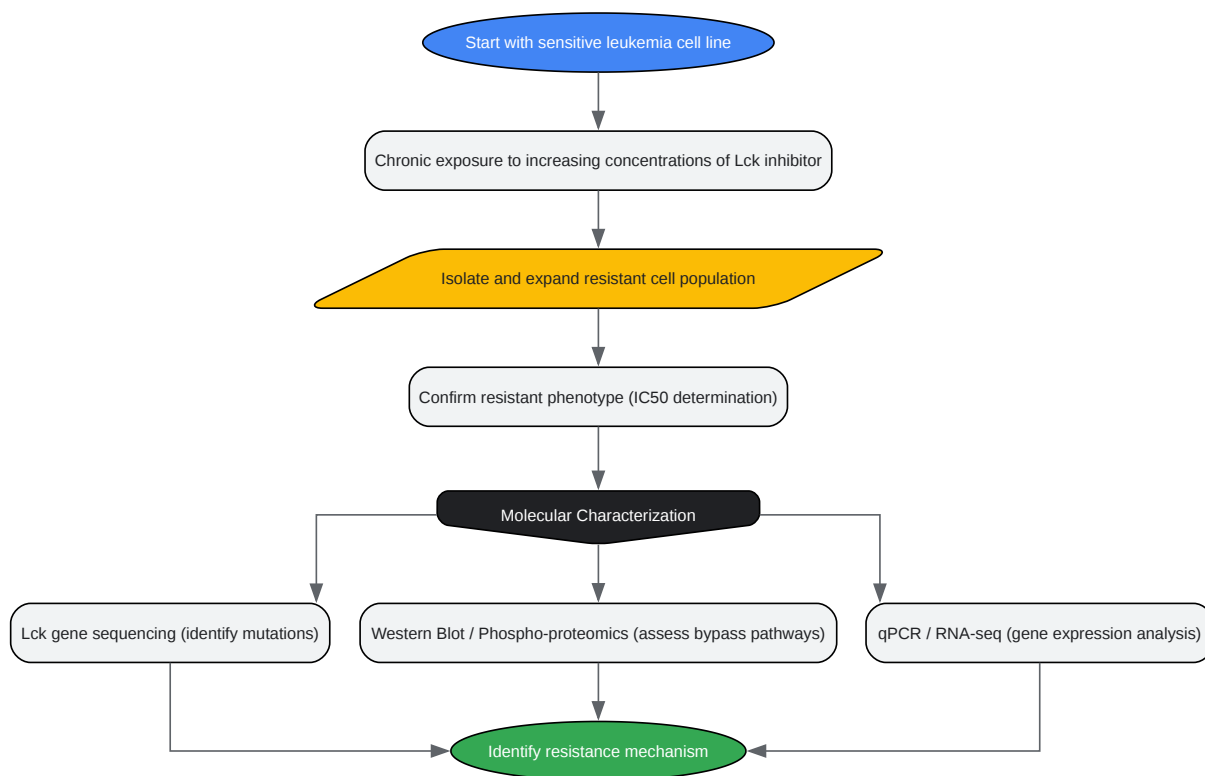 Start with sensitive leukemia cell line
Chronic exposure to increasing concentrations of Lck inhibitor
Isolate and expand resistant cell population
Confirm resistant phenotype (IC50 determination)
Molecular Characterization
Lck gene sequencing (identify mutations)
Western Blot / Phospho-proteomics (assess bypass pathways)
qPCR / RNA-seq (gene expression analysis)
Identify resistance mechanism